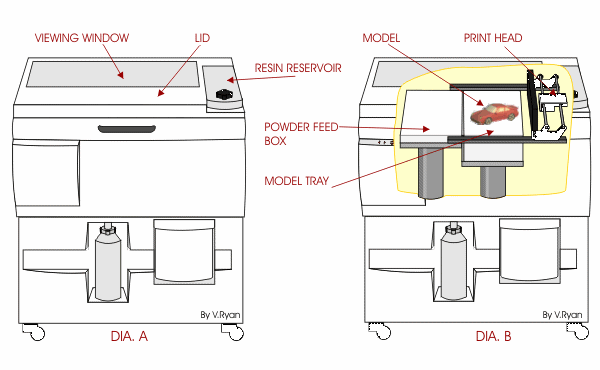 VIEWING WINDOW
LID
RESIN RESERVOIR
MODEL
PRINT HEAD
POWDER FEED
BOX
MODEL TRAY
By V.Ryan
By V.Ryan
DIA. A
DIA. B